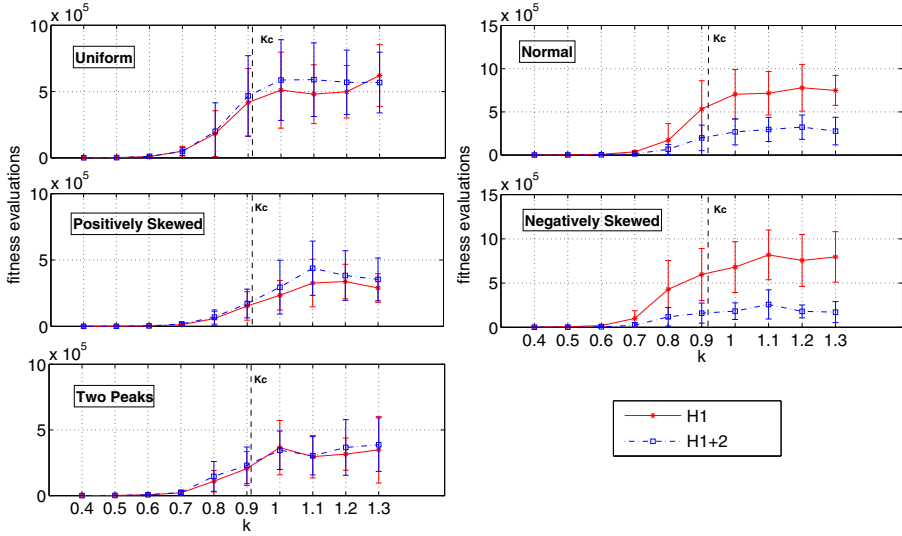 x 10^5
10
5
0
Uniform
Kc
x 10^5
10
5
0
Positively Skewed
Kc
fitness evaluations
x 10^5
10
5
0
Two Peaks
Kc
0.4 0.5 0.6 0.7 0.8 0.9 1 1.1 1.2 1.3
k
x 10^5
15
10
5
0
Normal
Kc
x 10^5
15
10
5
0
Negatively Skewed
Kc
fitness evaluations
0.4 0.5 0.6 0.7 0.8 0.9 1 1.1 1.2 1.3
k
H1
H1+2